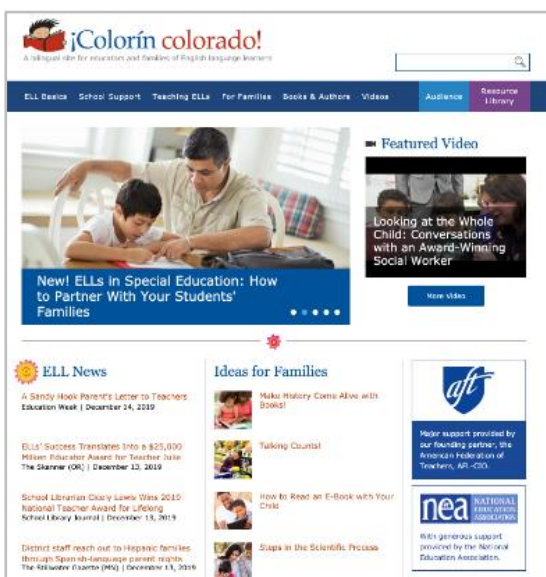 ¡Colorín colorado!
A bilingual site for educators and families of English language learners
ELL Basics School Support Teaching ELLs For Families Books & Authors Videos Audience Resource
Library
Featured Video
Looking at the Whole
Child: Conversations
with an Award-Winning
Social Worker
More Video
New! ELLs in Special Education: How
to Partner With Your Students'
Families
ELL News
A Sandy Hook Parent's Letter to Teachers
Education Week | December 14, 2019
ELLs' Success Translates Into a $25,000
Milken Educator Award for Teacher Julie
The Skanner (OR) | December 13, 2019
School Librarian Cicely Lewis Wins 2010
National Teacher Award for Lifelong
School Library Journal | December 13, 2019
District staff reach out to Hispanic families
through Spanish-language parent nights
The Stillwater Gazette (MN) | December 13, 2019
Ideas for Families
Make History Come Alive with
Books!
Talking Counts!
How to Read an E-Book with Your
Child
Steps in the Scientific Process
aft
Major support provided by
our founding partner, the
American Federation of
Teachers, AFL-CIO.
nea NATIONAL
EDUCATION
ASSOCIATION
With generous support
provided by the National
Education Association.